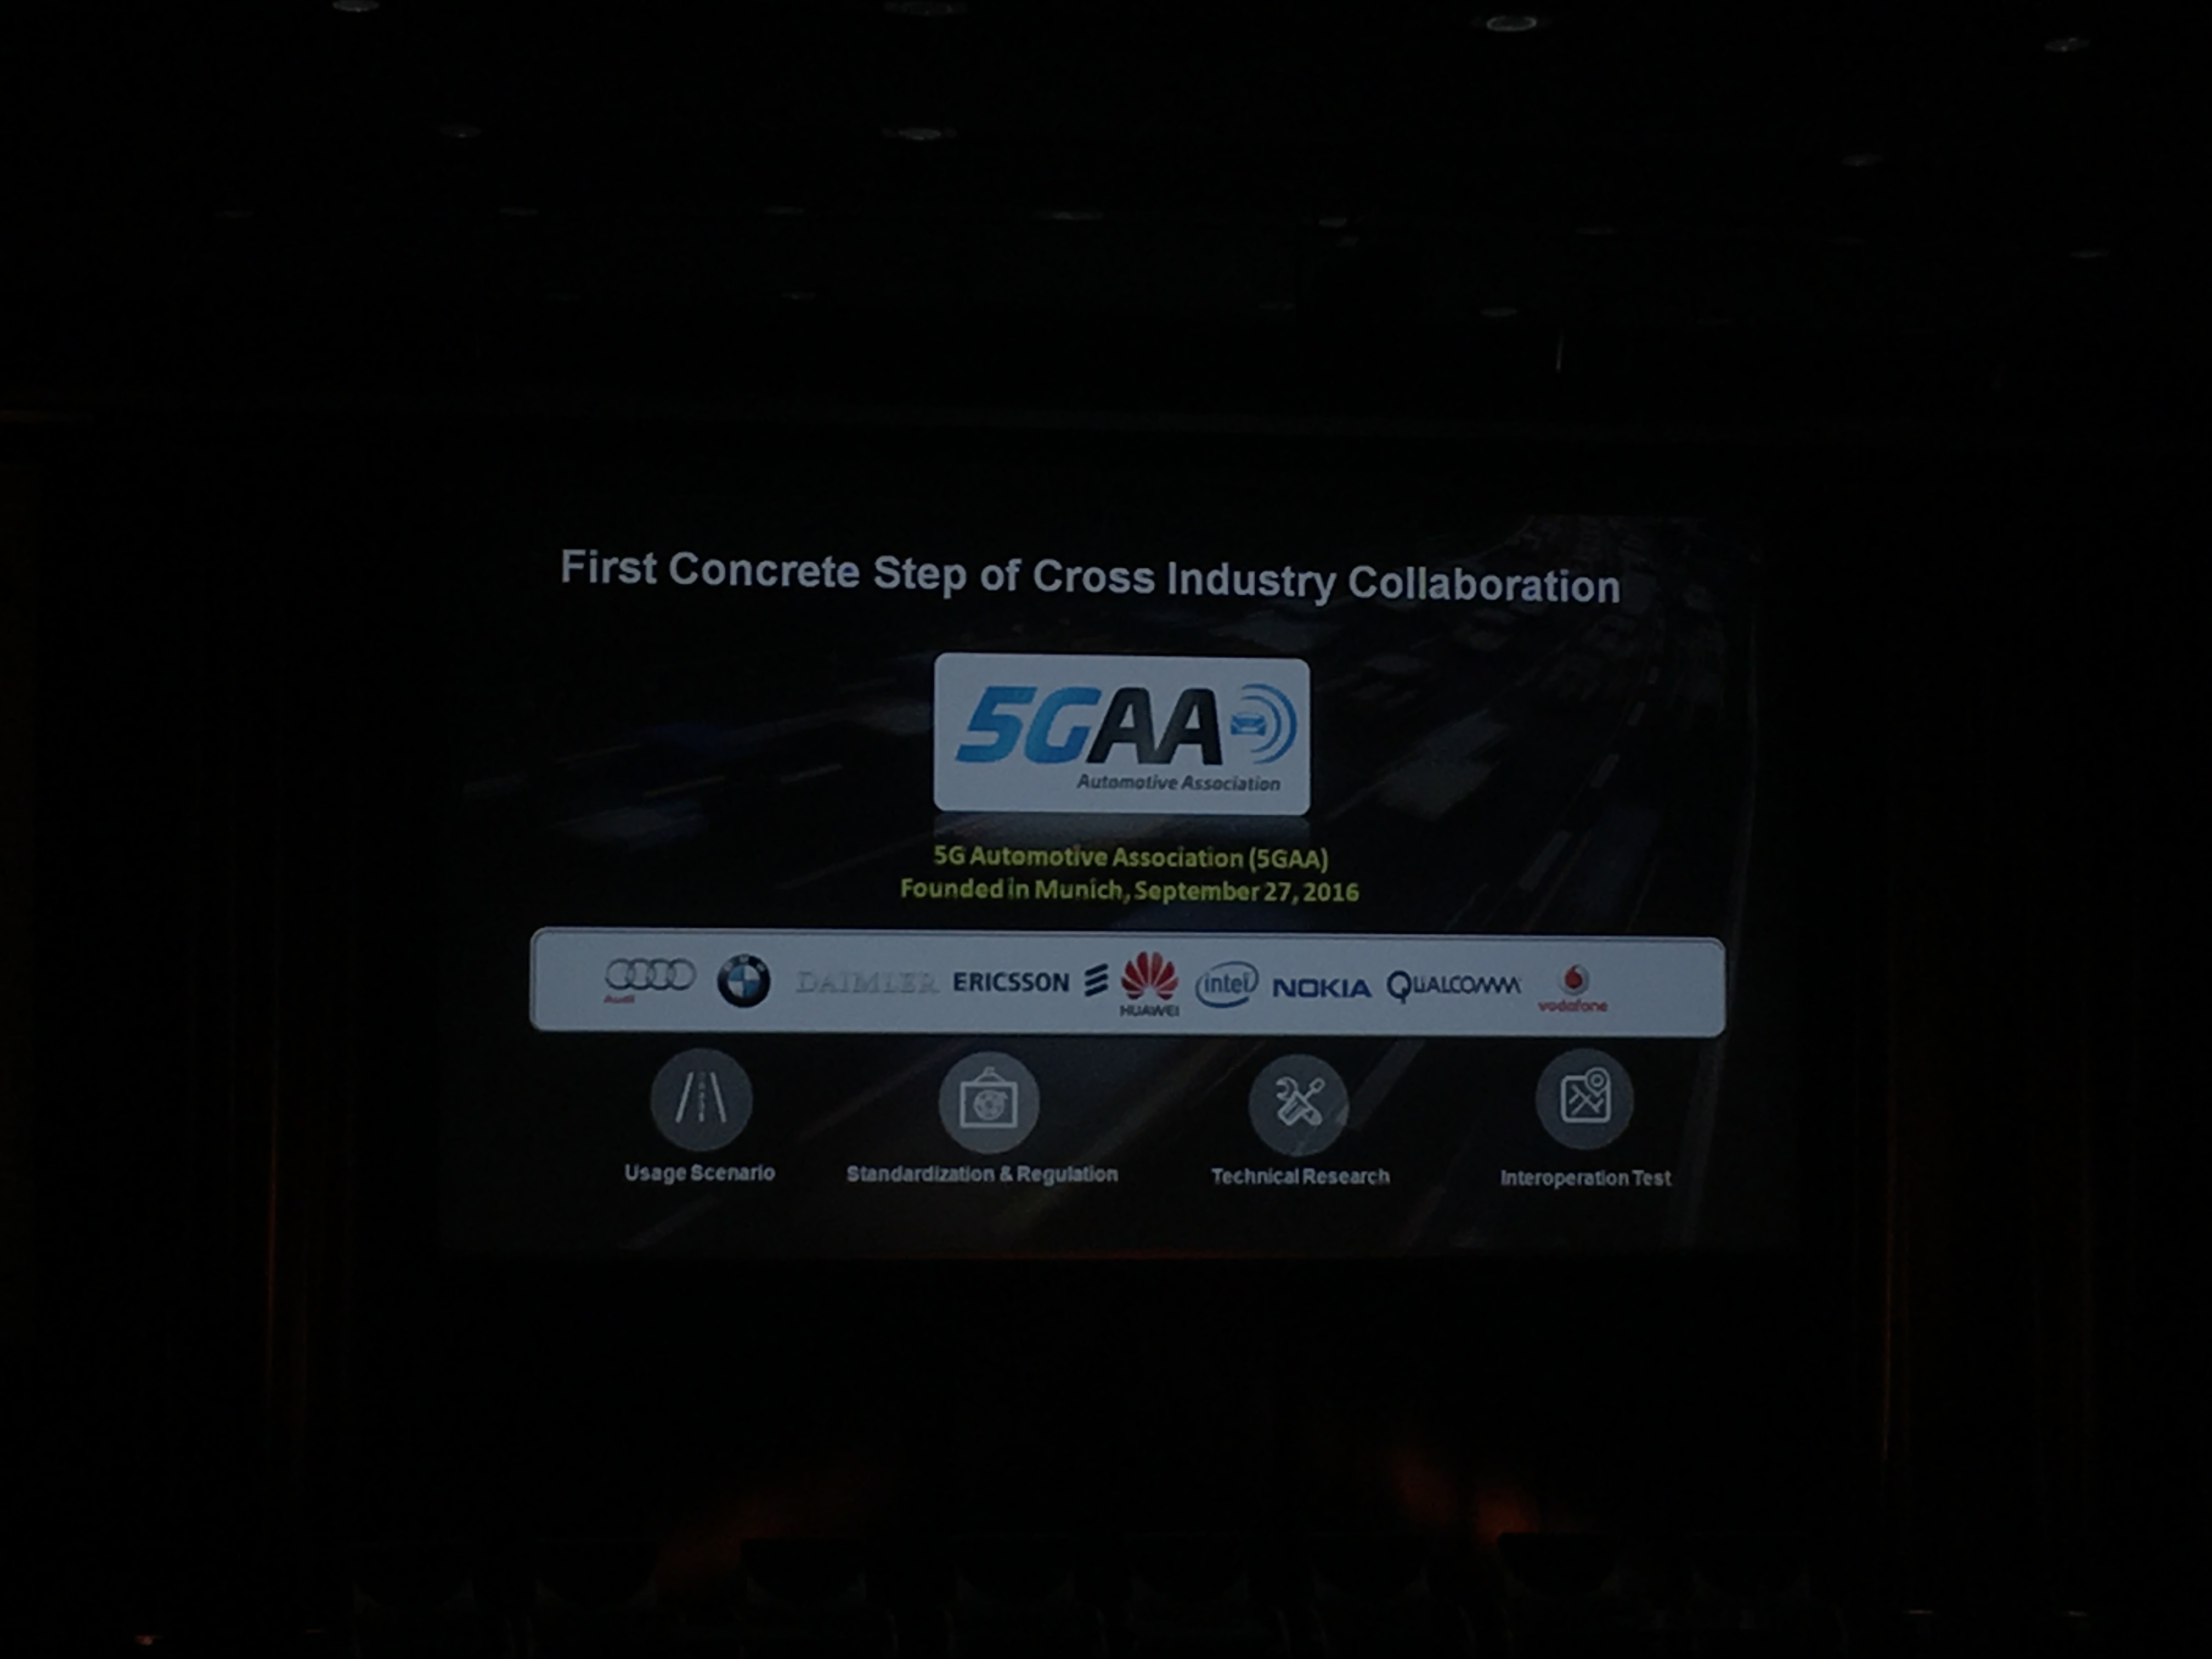 First Concrete Step of Cross Industry Collaboration
5GAA
Automotive Association
5G Automotive Association (5GAA)
Founded in Munich, September 27, 2016
Audi BMW DAIMLER ERICSSON HUAWEI intel NOKIA QUALCOMM vodafone
Usage Scenario Standardization & Regulation Technical Research Interoperation Test